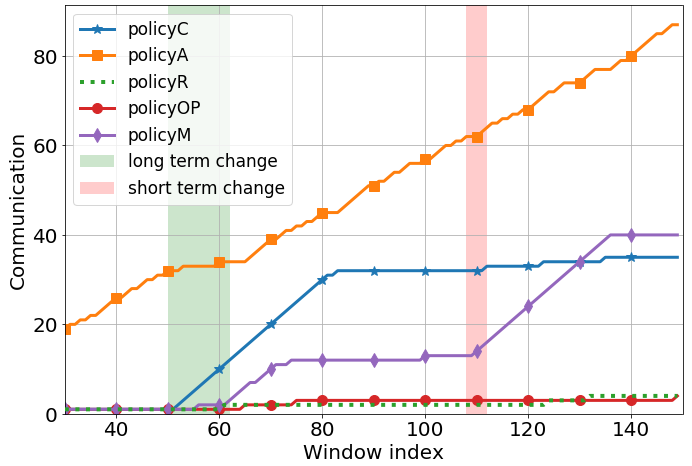 policyC
policyA
policyR
policyOP
policyM
long term change
short term change
Communication
0
20
40
60
80
40 60 80 100 120 140
Window index